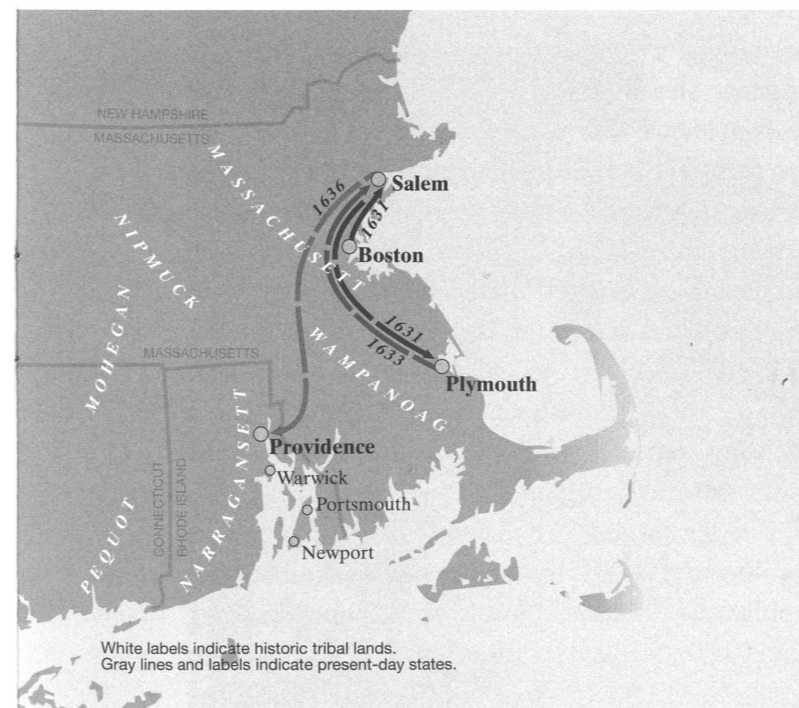 NEW HAMPSHIRE
MASSACHUSETTS
MASSACHUSETT
1636
Salem
1631
NIPMUCK
Boston
MOHEGAN
WAMPANOAG
1631
1633
MASSACHUSETTS
Plymouth
NARRAGANSETT
Providence
Warwick
CONNECTICUT
RHODE ISLAND
PEQUOT
Portsmouth
Newport
White labels indicate historic tribal lands.
Gray lines and labels indicate present-day states.